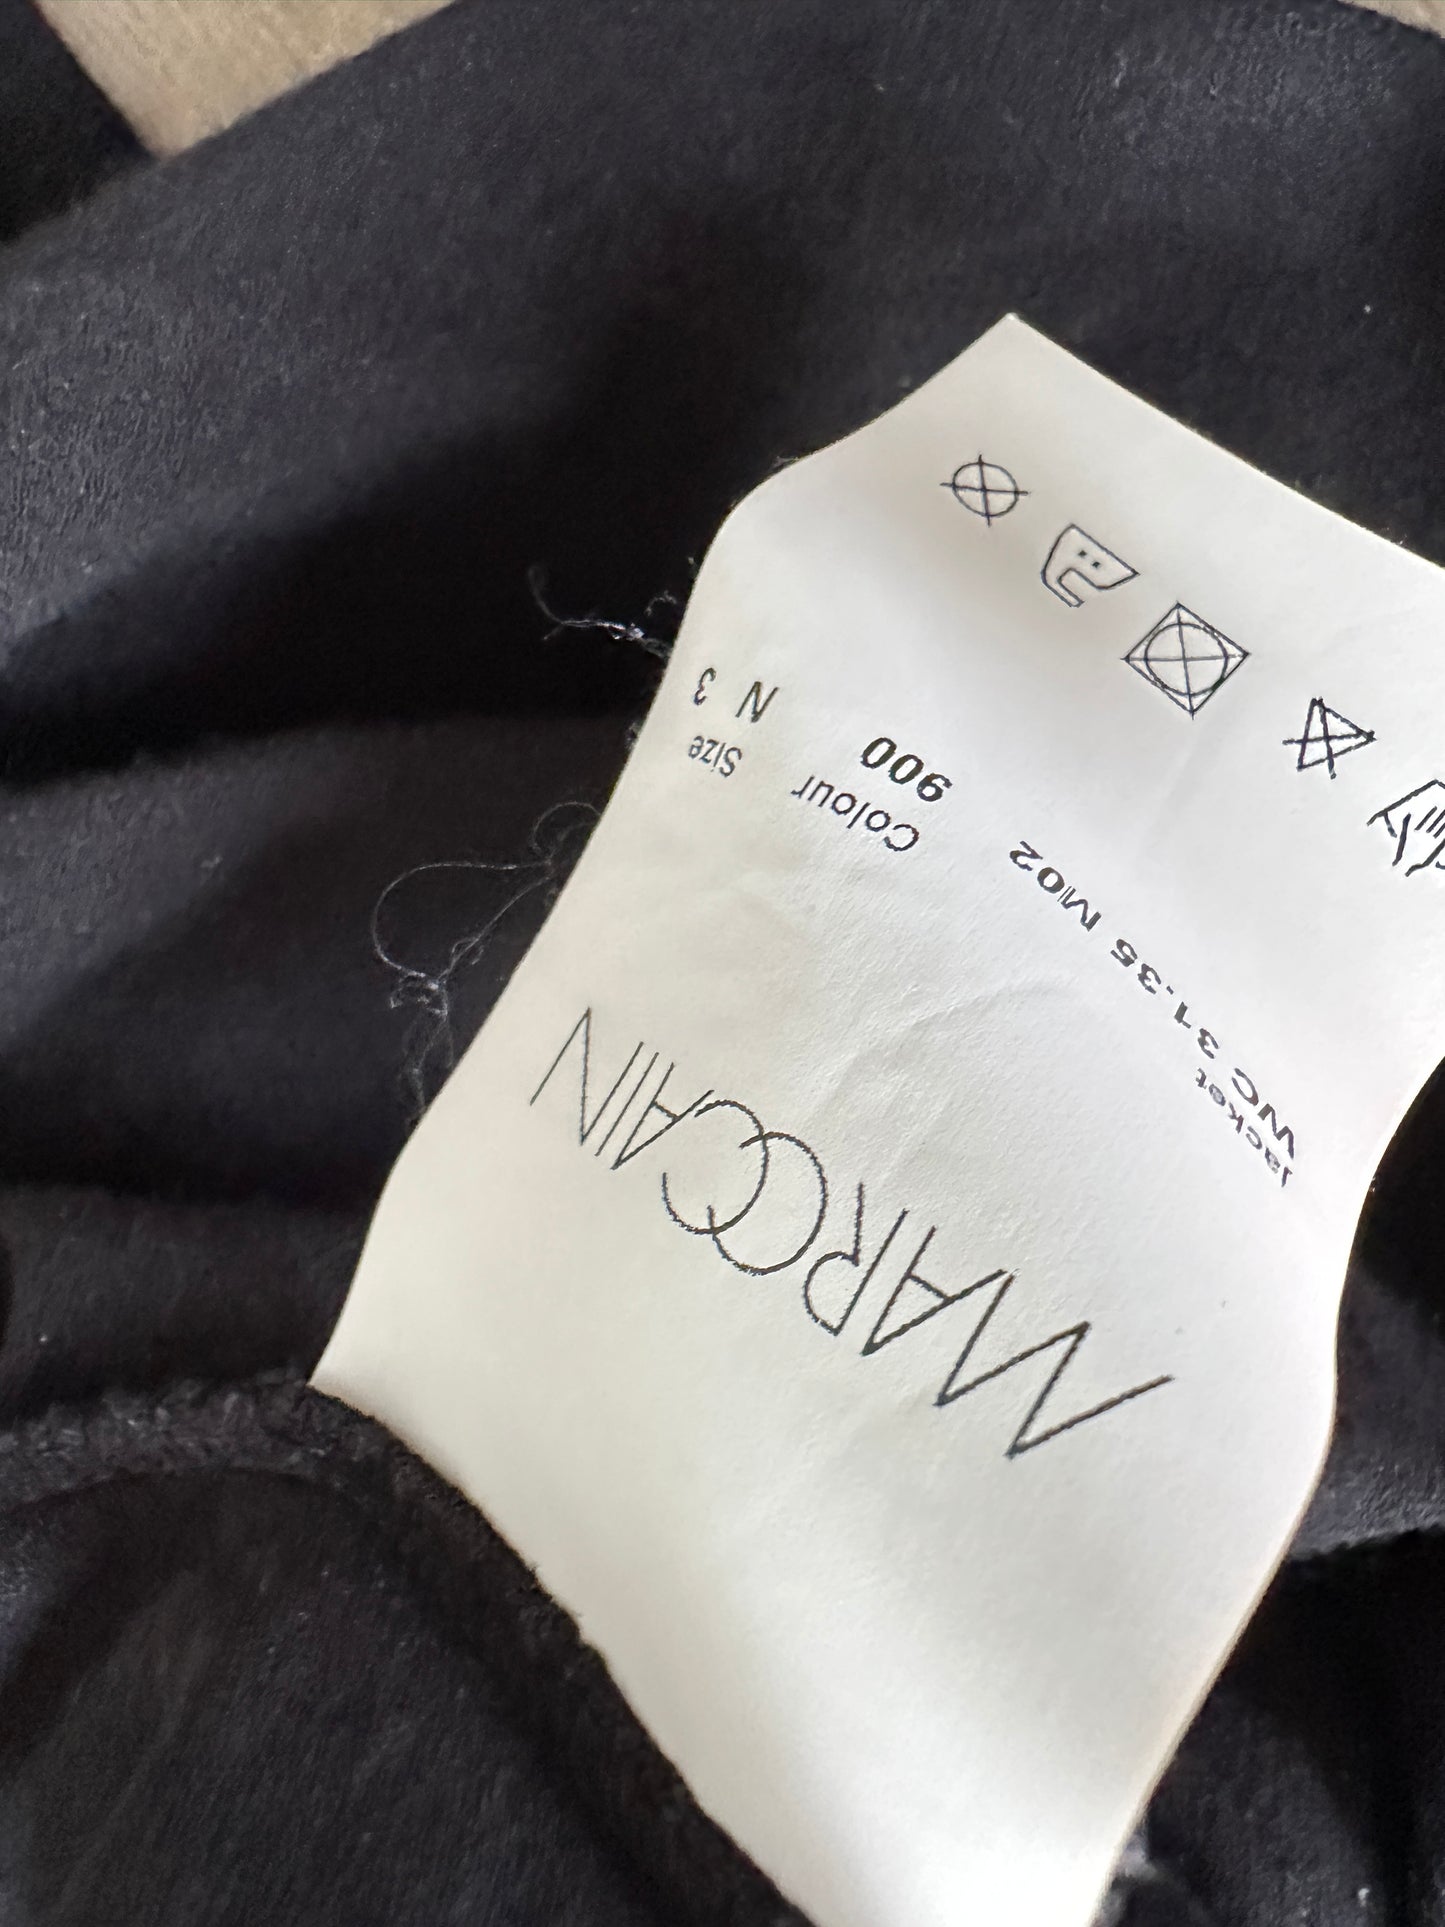 MARCCAIN
Jacket
WC 31.35 M02
Colour Size
900 N 3